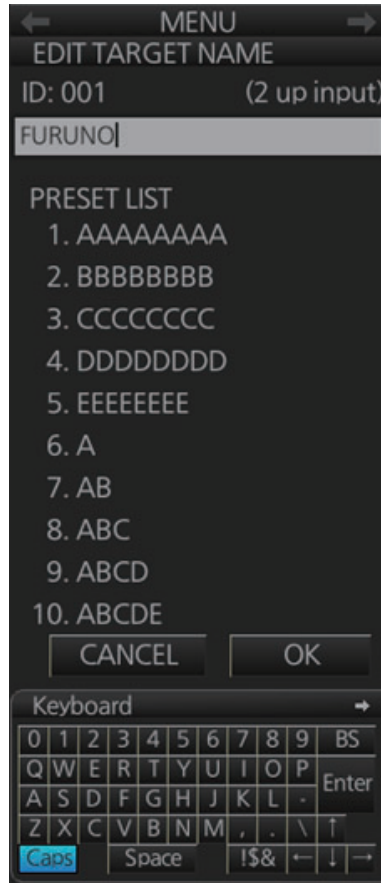 ← MENU →
EDIT TARGET NAME
ID: 001 (2 up input)
FURUNO
PRESET LIST
1. AAAAAAAA
2. BBBBBBBB
3. CCCCCCCC
4. DDDDDDDD
5. EEEEEEEE
6. A
7. AB
8. ABC
9. ABCD
10. ABCDE
CANCEL OK
Keyboard →
0 1 2 3 4 5 6 7 8 9 BS
Q W E R T Y U I O P Enter
A S D F G H J K L -
Z X C V B N M , . \ ↑
Caps Space !$& ← ↓ →